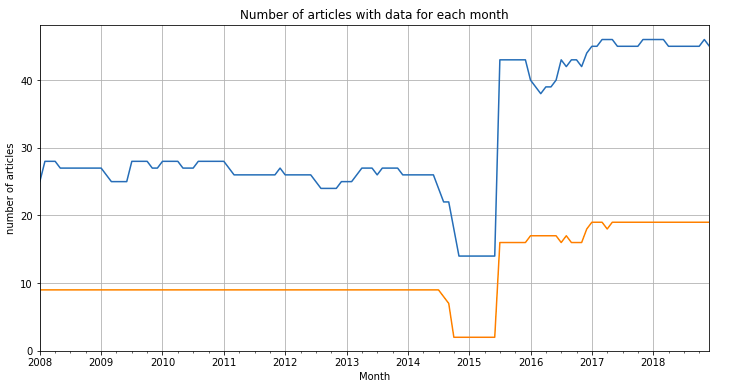 Number of articles with data for each month
number of articles
40
30
20
10
0
2008 2009 2010 2011 2012 2013 2014 2015 2016 2017 2018
Month